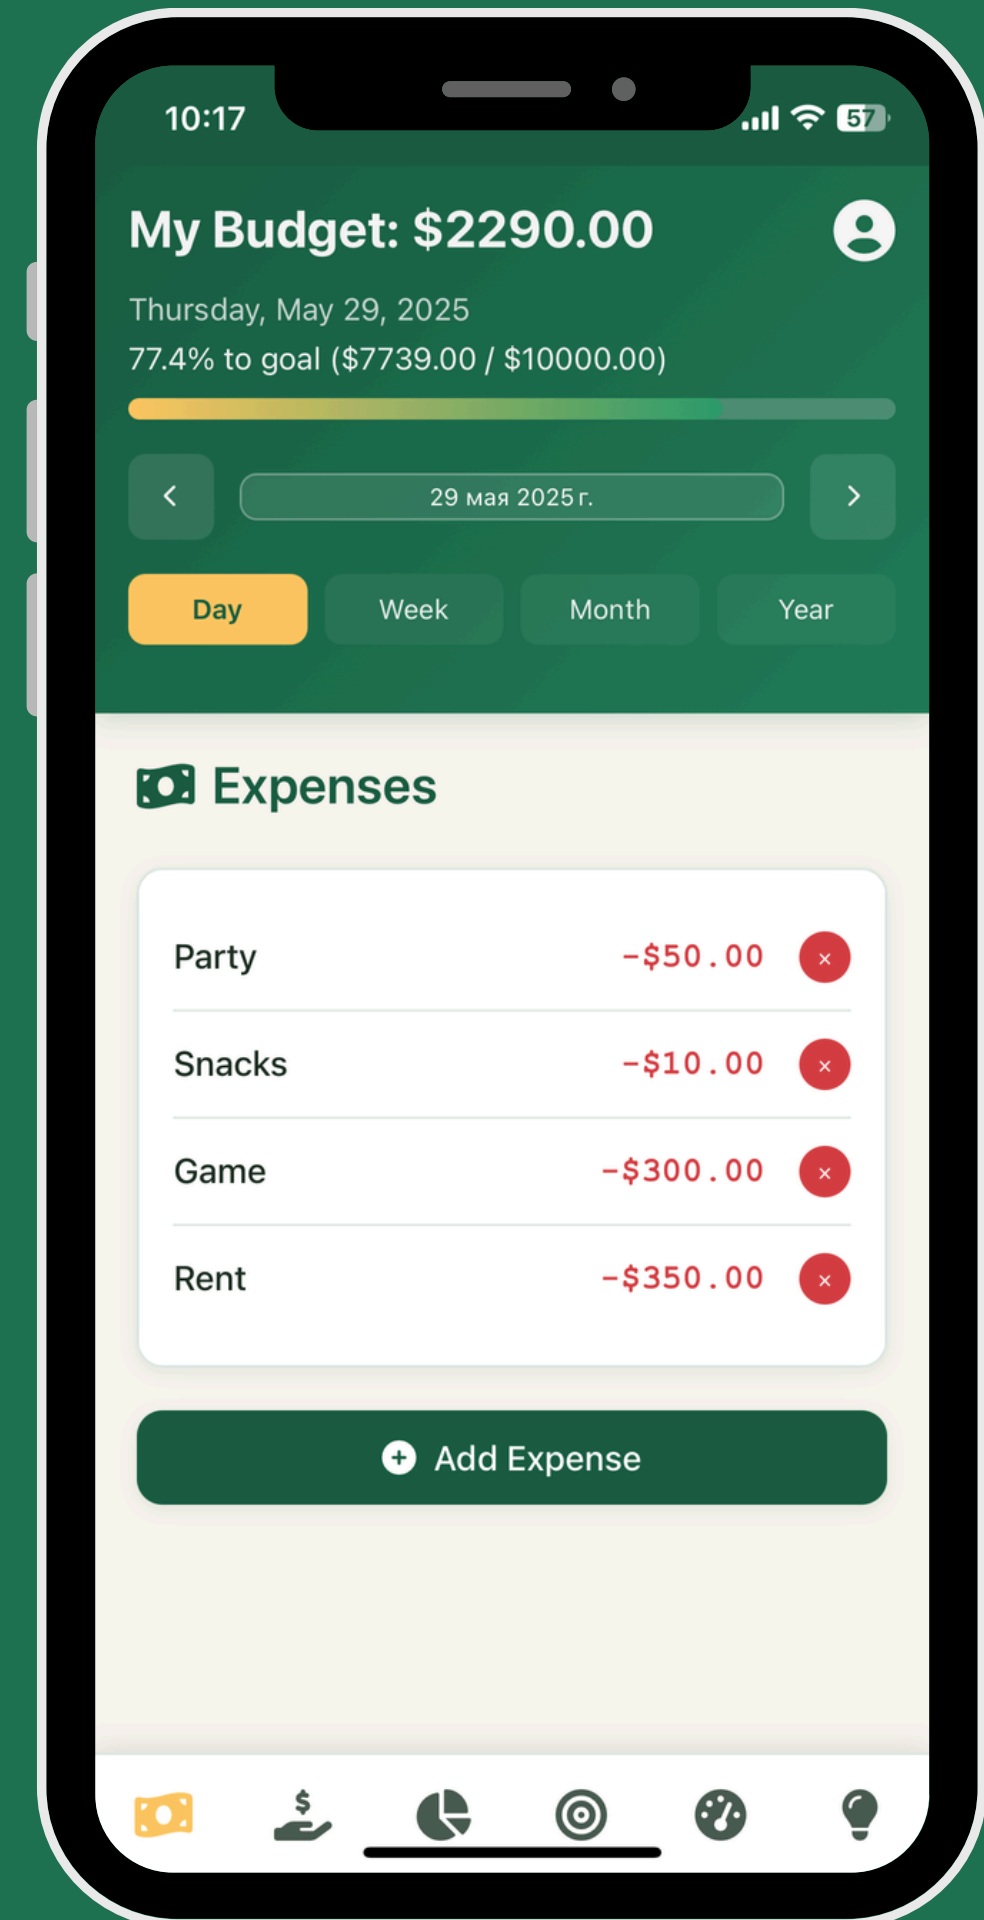 10:17
57
My Budget: $2290.00
Thursday, May 29, 2025
77.4% to goal ($7739.00 / $10000.00)
29 мая 2025 г.
Day Week Month Year
Expenses
Party -$50.00 ×
Snacks -$10.00 ×
Game -$300.00 ×
Rent -$350.00 ×
Add Expense
$